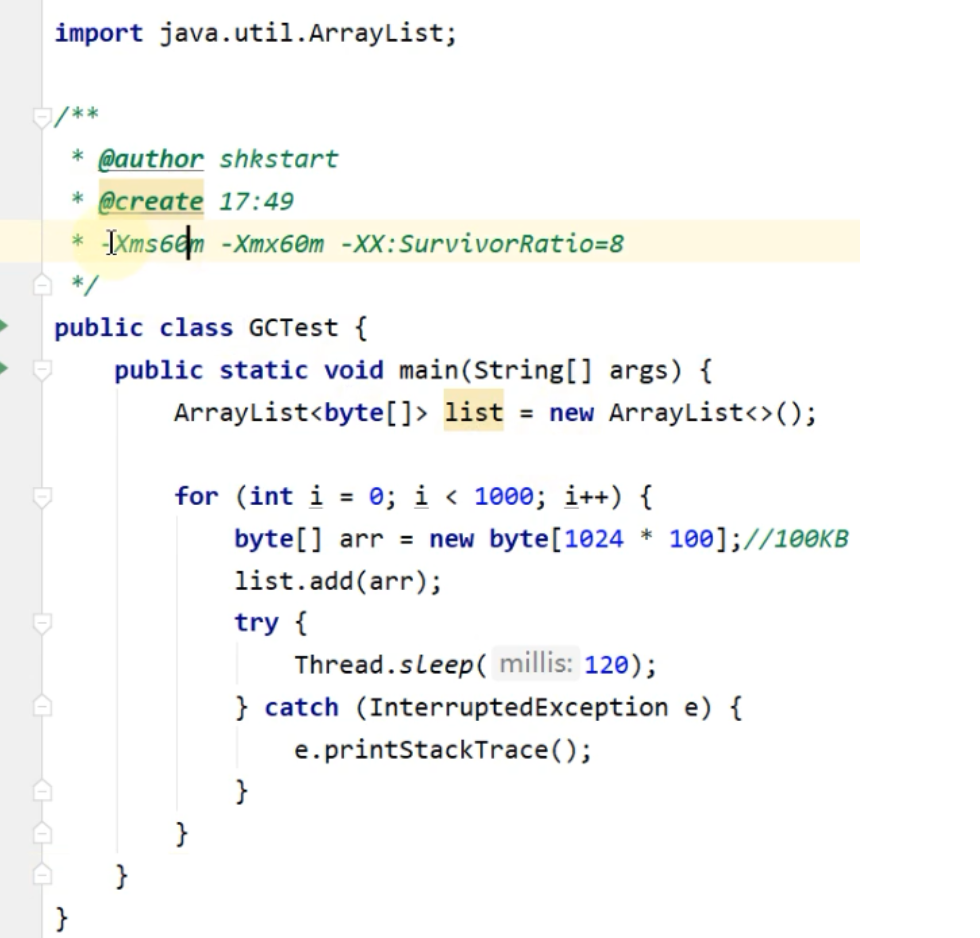 import java.util.ArrayList;
/**
* @author shkstart
* @create 17:49
* -Xms60m -Xmx60m -XX:SurvivorRatio=8
*/
public class GCTest {
public static void main(String[] args) {
ArrayList<byte[]> list = new ArrayList<>();
for (int i = 0; i < 1000; i++) {
byte[] arr = new byte[1024 * 100];//100KB
list.add(arr);
try {
Thread.sleep( millis: 120);
} catch (InterruptedException e) {
e.printStackTrace();
}
}
}
}